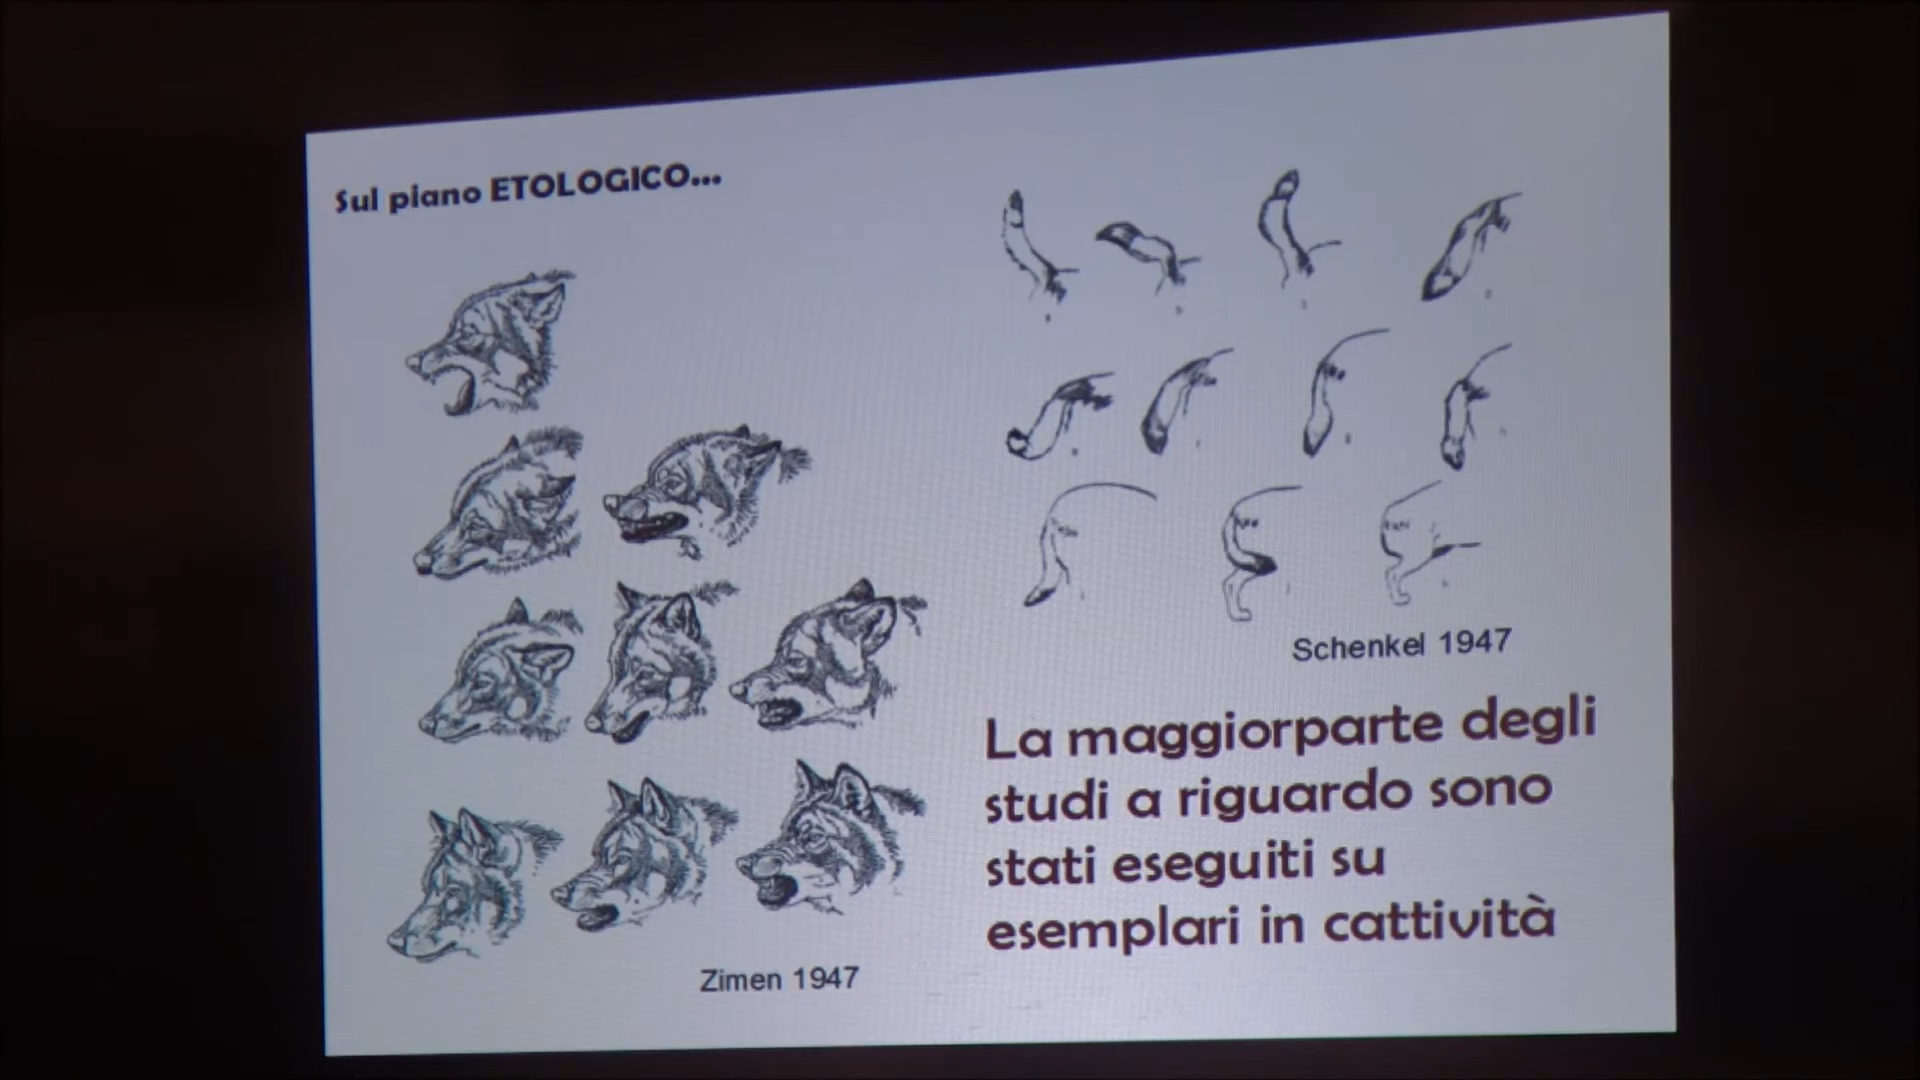 Sul piano ETOLOGICO...
Schenkel 1947
La maggiorparte degli
studi a riguardo sono
stati eseguiti su
esemplari in cattività
Zimen 1947